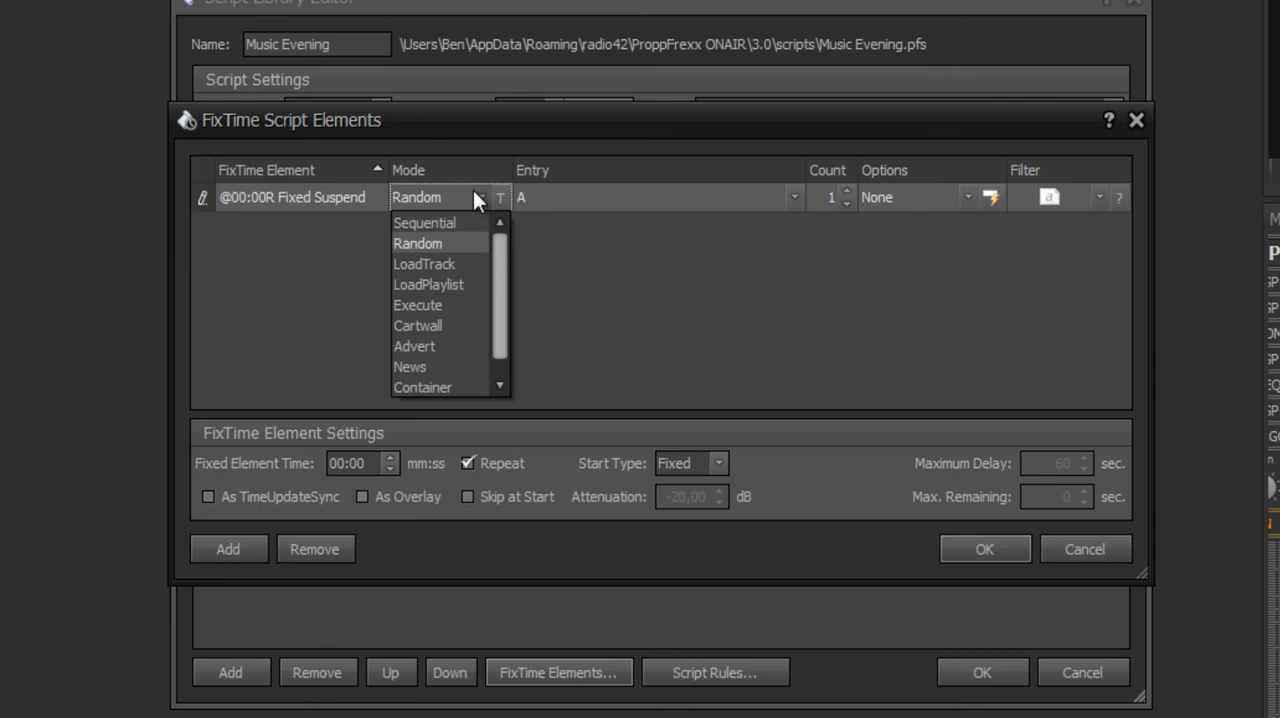 Script Library Editor
Name: Music Evening \Users\Ben\AppData\Roaming\radio42\ProppFrexx ONAIR\3.0\scripts\Music Evening.pfs
Script Settings
FixTime Script Elements ?
FixTime Element Mode Entry Count Options Filter
@00:00R Fixed Suspend Random T A 1 None a ?
Sequential
Random
LoadTrack
LoadPlaylist
Execute
Cartwall
Advert
News
Container
FixTime Element Settings
Fixed Element Time: 00:00 mm:ss Repeat Start Type: Fixed Maximum Delay: 60 sec.
As TimeUpdateSync As Overlay Skip at Start Attenuation: -20,00 dB Max. Remaining: 0 sec.
Add Remove OK Cancel
Add Remove Up Down FixTime Elements... Script Rules... OK Cancel